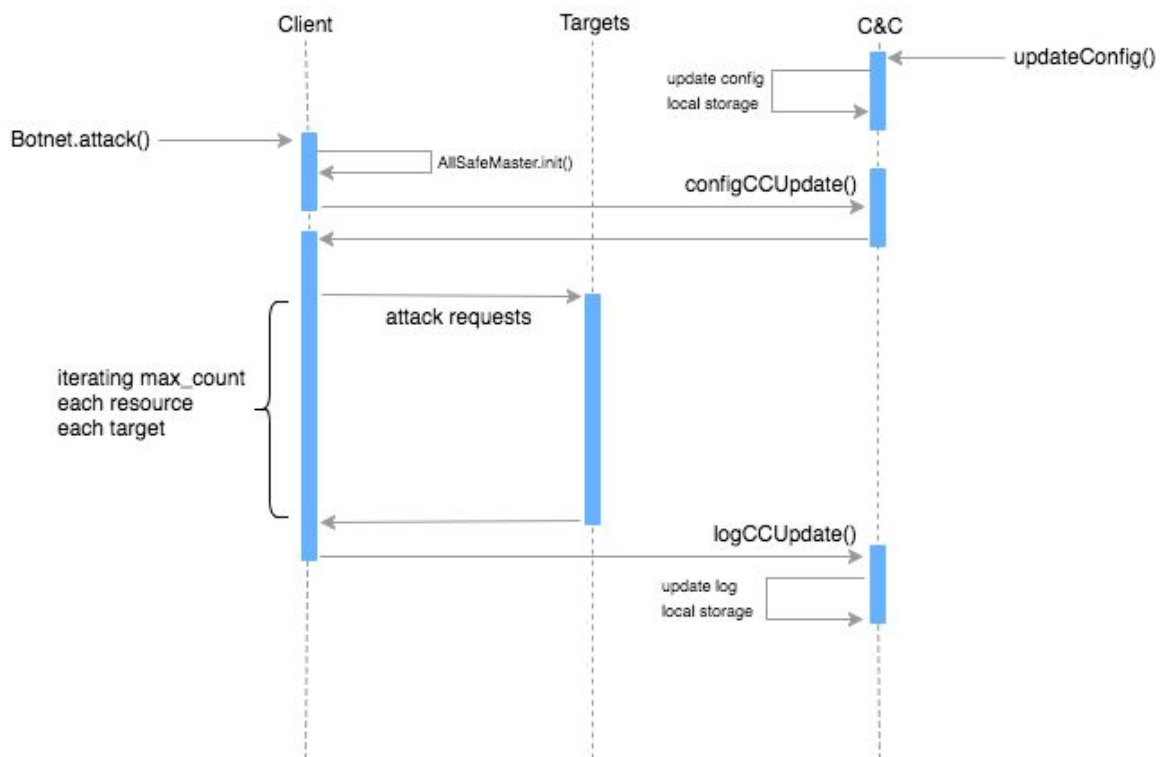 Client
Targets
C&C
updateConfig()
update config
local storage
Botnet.attack()
AllSafeMaster.init()
configCCUpdate()
attack requests
iterating max_count
each resource
each target
logCCUpdate()
update log
local storage